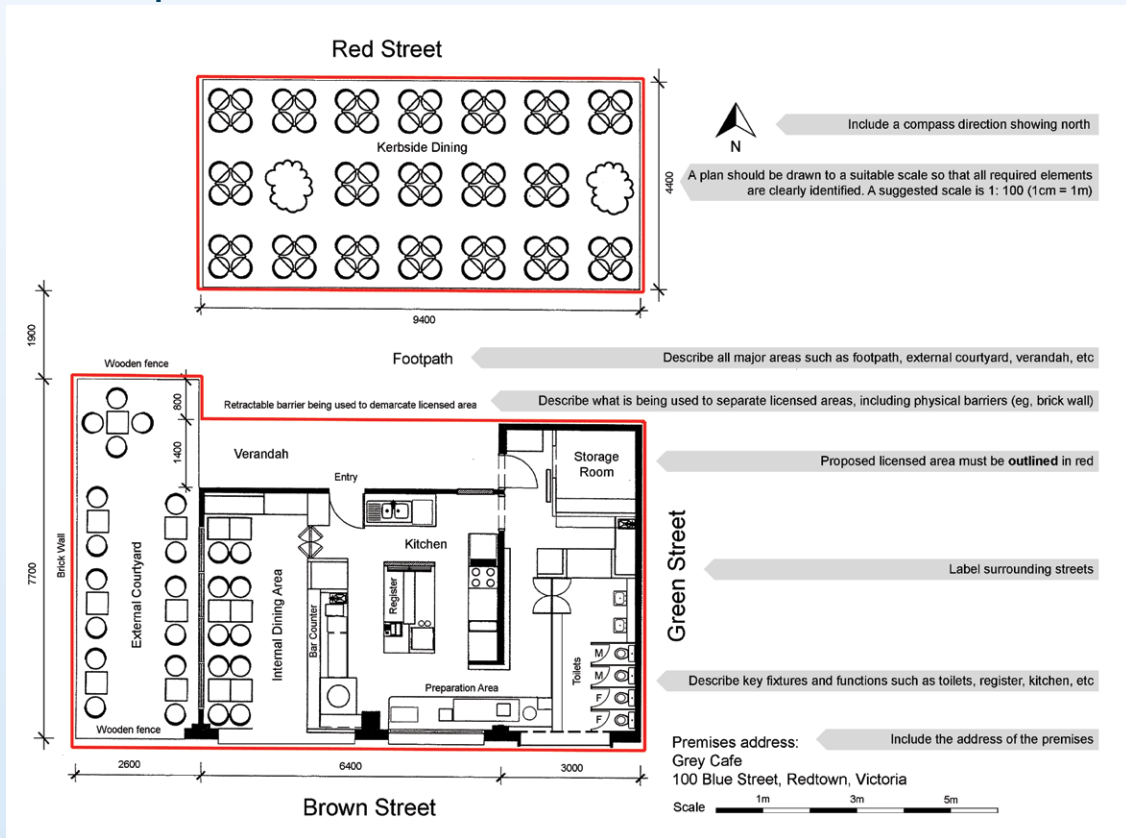 Red Street
Kerbside Dining
4400
9400
N
Include a compass direction showing north
A plan should be drawn to a suitable scale so that all required elements
are clearly identified. A suggested scale is 1: 100 (1cm = 1m)
1900
Wooden fence
Footpath
Describe all major areas such as footpath, external courtyard, verandah, etc
800
Retractable barrier being used to demarcate licensed area
Describe what is being used to separate licensed areas, including physical barriers (eg, brick wall)
1400
Verandah
Entry
Storage
Room
Proposed licensed area must be outlined in red
Kitchen
7700
Brick Wall
External Courtyard
Internal Dining Area
Bar Counter
Register
Green Street
Label surrounding streets
Toilets
M
M
F
F
Preparation Area
Describe key fixtures and functions such as toilets, register, kitchen, etc
Wooden fence
Include the address of the premises
Premises address:
Grey Cafe
100 Blue Street, Redtown, Victoria
2600
6400
3000
Brown Street
Scale
1m
3m
5m